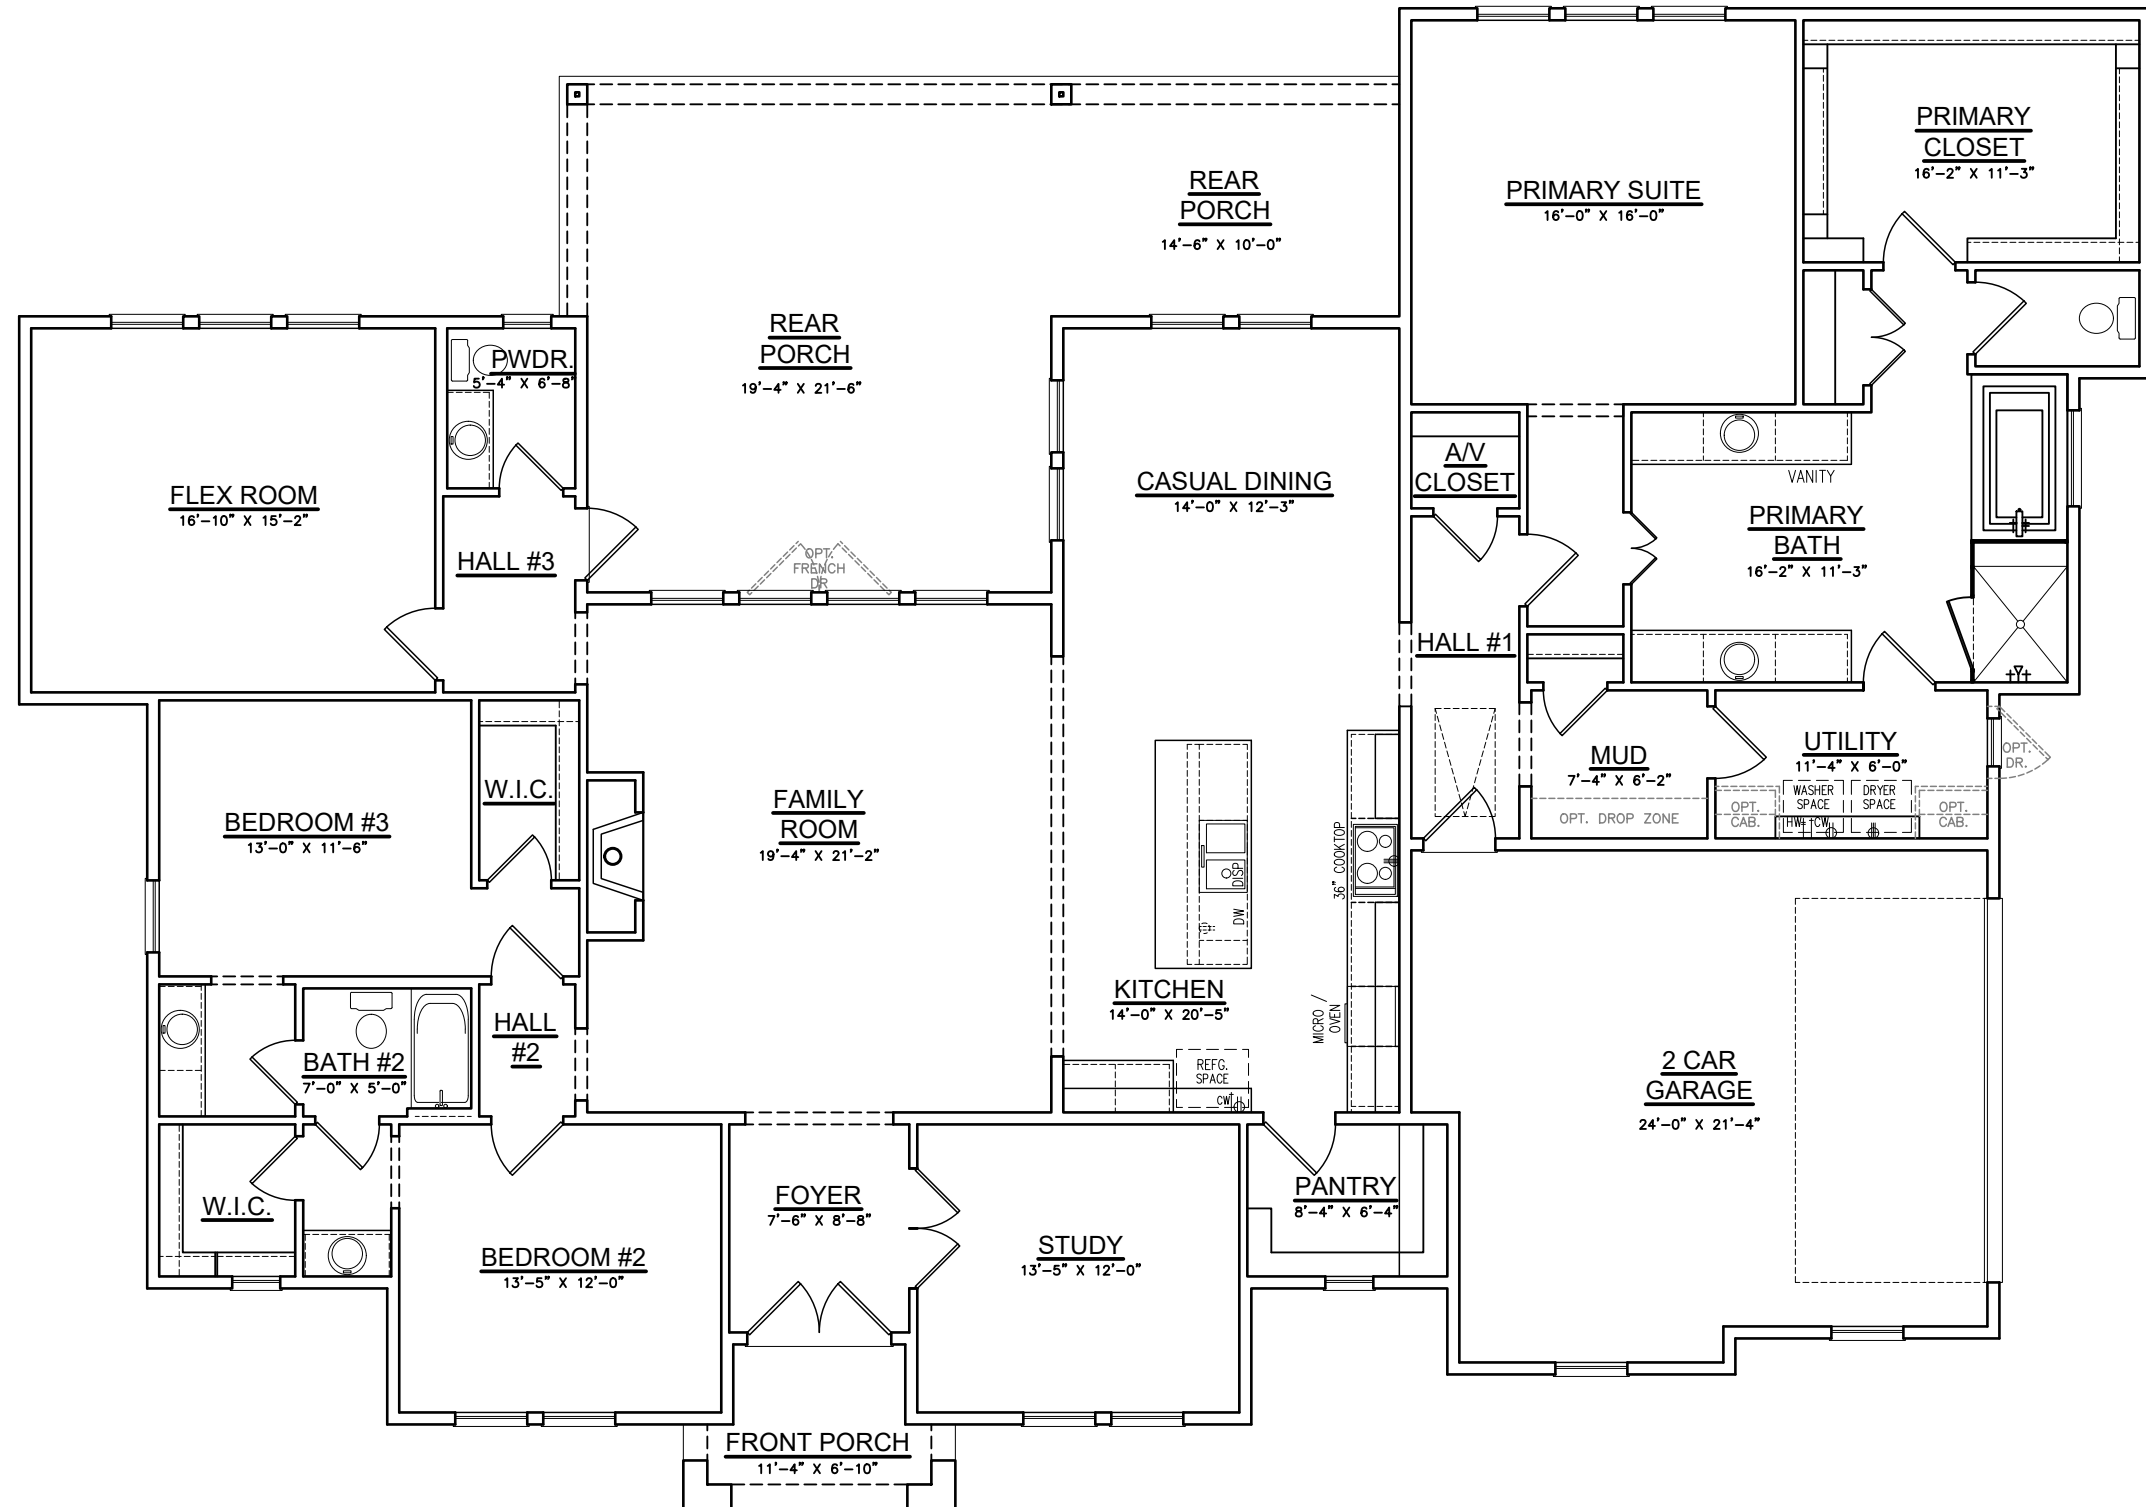 PRIMARY
CLOSET
16'-2" X 11'-3"
PRIMARY SUITE
16'-0" X 16'-0"
REAR
PORCH
14'-6" X 10'-0"
REAR
PORCH
19'-4" X 21'-6"
PWDR.
5'-4" X 6'-8"
FLEX ROOM
16'-10" X 15'-2"
HALL #3
OPT.
FRENCH
DR
CASUAL DINING
14'-0" X 12'-3"
A/V
CLOSET
VANITY
PRIMARY
BATH
16'-2" X 11'-3"
HALL #1
MUD
7'-4" X 6'-2"
OPT. DROP ZONE
UTILITY
11'-4" X 6'-0"
WASHER
SPACE
DRYER
SPACE
OPT.
CAB.
HW
CW
OPT.
CAB.
OPT.
DR.
W.I.C.
BEDROOM #3
13'-0" X 11'-6"
FAMILY
ROOM
19'-4" X 21'-2"
36" COOKTOP
DISP
DW
KITCHEN
14'-0" X 20'-5"
MICRO /
OVEN
REFG.
SPACE
CW
HALL
#2
BATH #2
7'-0" X 5'-0"
2 CAR
GARAGE
24'-0" X 21'-4"
W.I.C.
BEDROOM #2
13'-5" X 12'-0"
FOYER
7'-6" X 8'-8"
STUDY
13'-5" X 12'-0"
PANTRY
8'-4" X 6'-4"
FRONT PORCH
11'-4" X 6'-10"